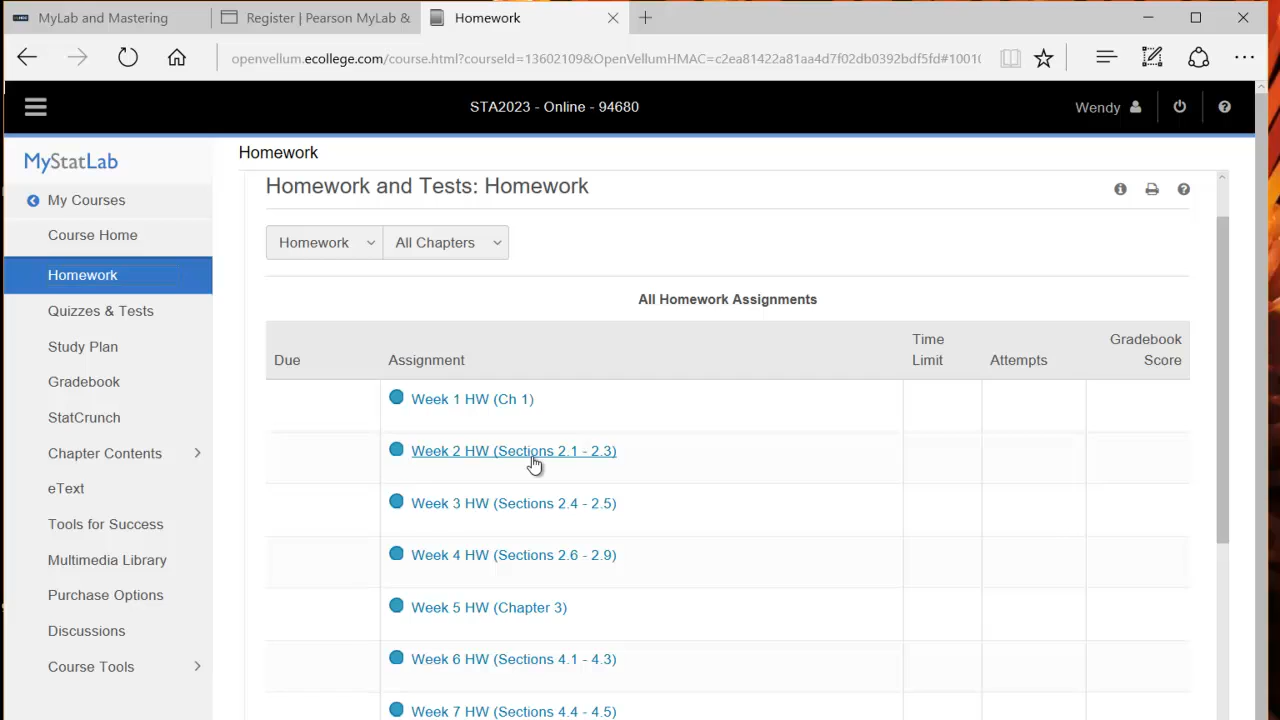 MyLab and Mastering
Register | Pearson MyLab &
Homework
openvellum.ecollege.com/course.html?courseId=13602109&OpenVellumHMAC=c2ea81422a81aa4d7f02db0392bdf5fd#10010
STA2023 - Online - 94680
Wendy
MyStatLab
My Courses
Course Home
Homework
Quizzes & Tests
Study Plan
Gradebook
StatCrunch
Chapter Contents
eText
Tools for Success
Multimedia Library
Purchase Options
Discussions
Course Tools
Homework
Homework and Tests: Homework
Homework
All Chapters
All Homework Assignments
Due
Assignment
Time
Limit
Attempts
Gradebook
Score
Week 1 HW (Ch 1)
Week 2 HW (Sections 2.1 - 2.3)
Week 3 HW (Sections 2.4 - 2.5)
Week 4 HW (Sections 2.6 - 2.9)
Week 5 HW (Chapter 3)
Week 6 HW (Sections 4.1 - 4.3)
Week 7 HW (Sections 4.4 - 4.5)